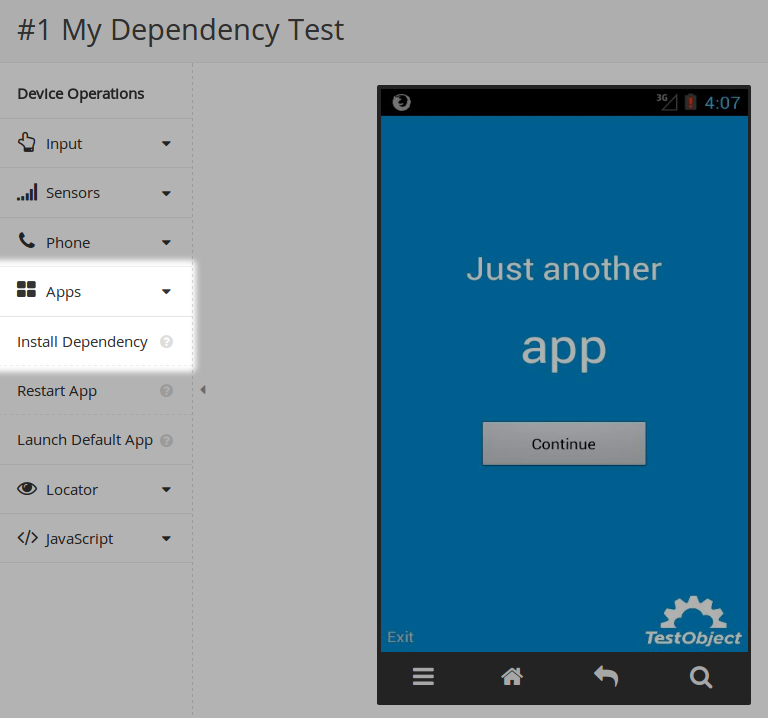 #1 My Dependency Test
Device Operations
Input
Sensors
Phone
Apps
Install Dependency ?
Restart App ?
Launch Default App ?
Locator
</> JavaScript
3G 4:07
Just another
app
Continue
Exit
TestObject